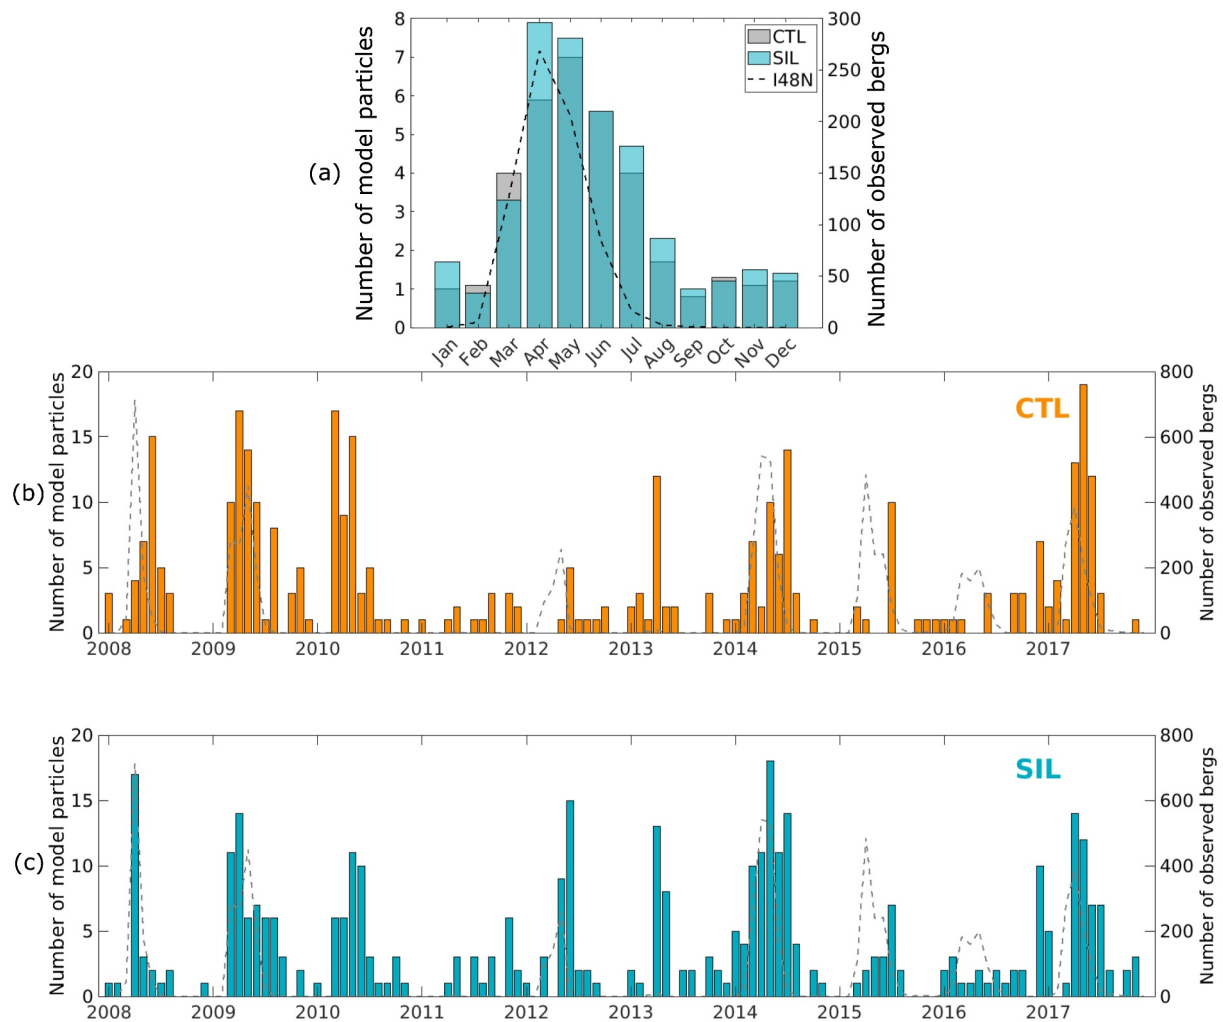 8
7
6
5
4
3
2
1
0
300
250
200
150
100
50
0
Number of model particles
Number of observed bergs
CTL
SIL
I48N
(a)
Jan Feb Mar Apr May Jun Jul Aug Sep Oct Nov Dec
20
15
10
5
0
800
600
400
200
0
Number of model particles
Number of observed bergs
CTL
(b)
2008 2009 2010 2011 2012 2013 2014 2015 2016 2017
20
15
10
5
0
800
600
400
200
0
Number of model particles
Number of observed bergs
SIL
(c)
2008 2009 2010 2011 2012 2013 2014 2015 2016 2017